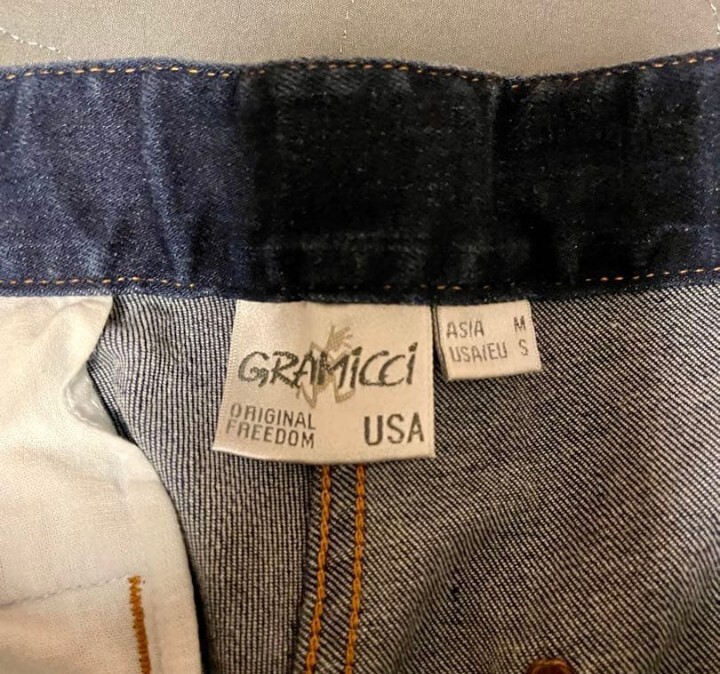 GRAMiCCi
ORIGINAL
FREEDOM
USA
ASIA M
USA/EU S